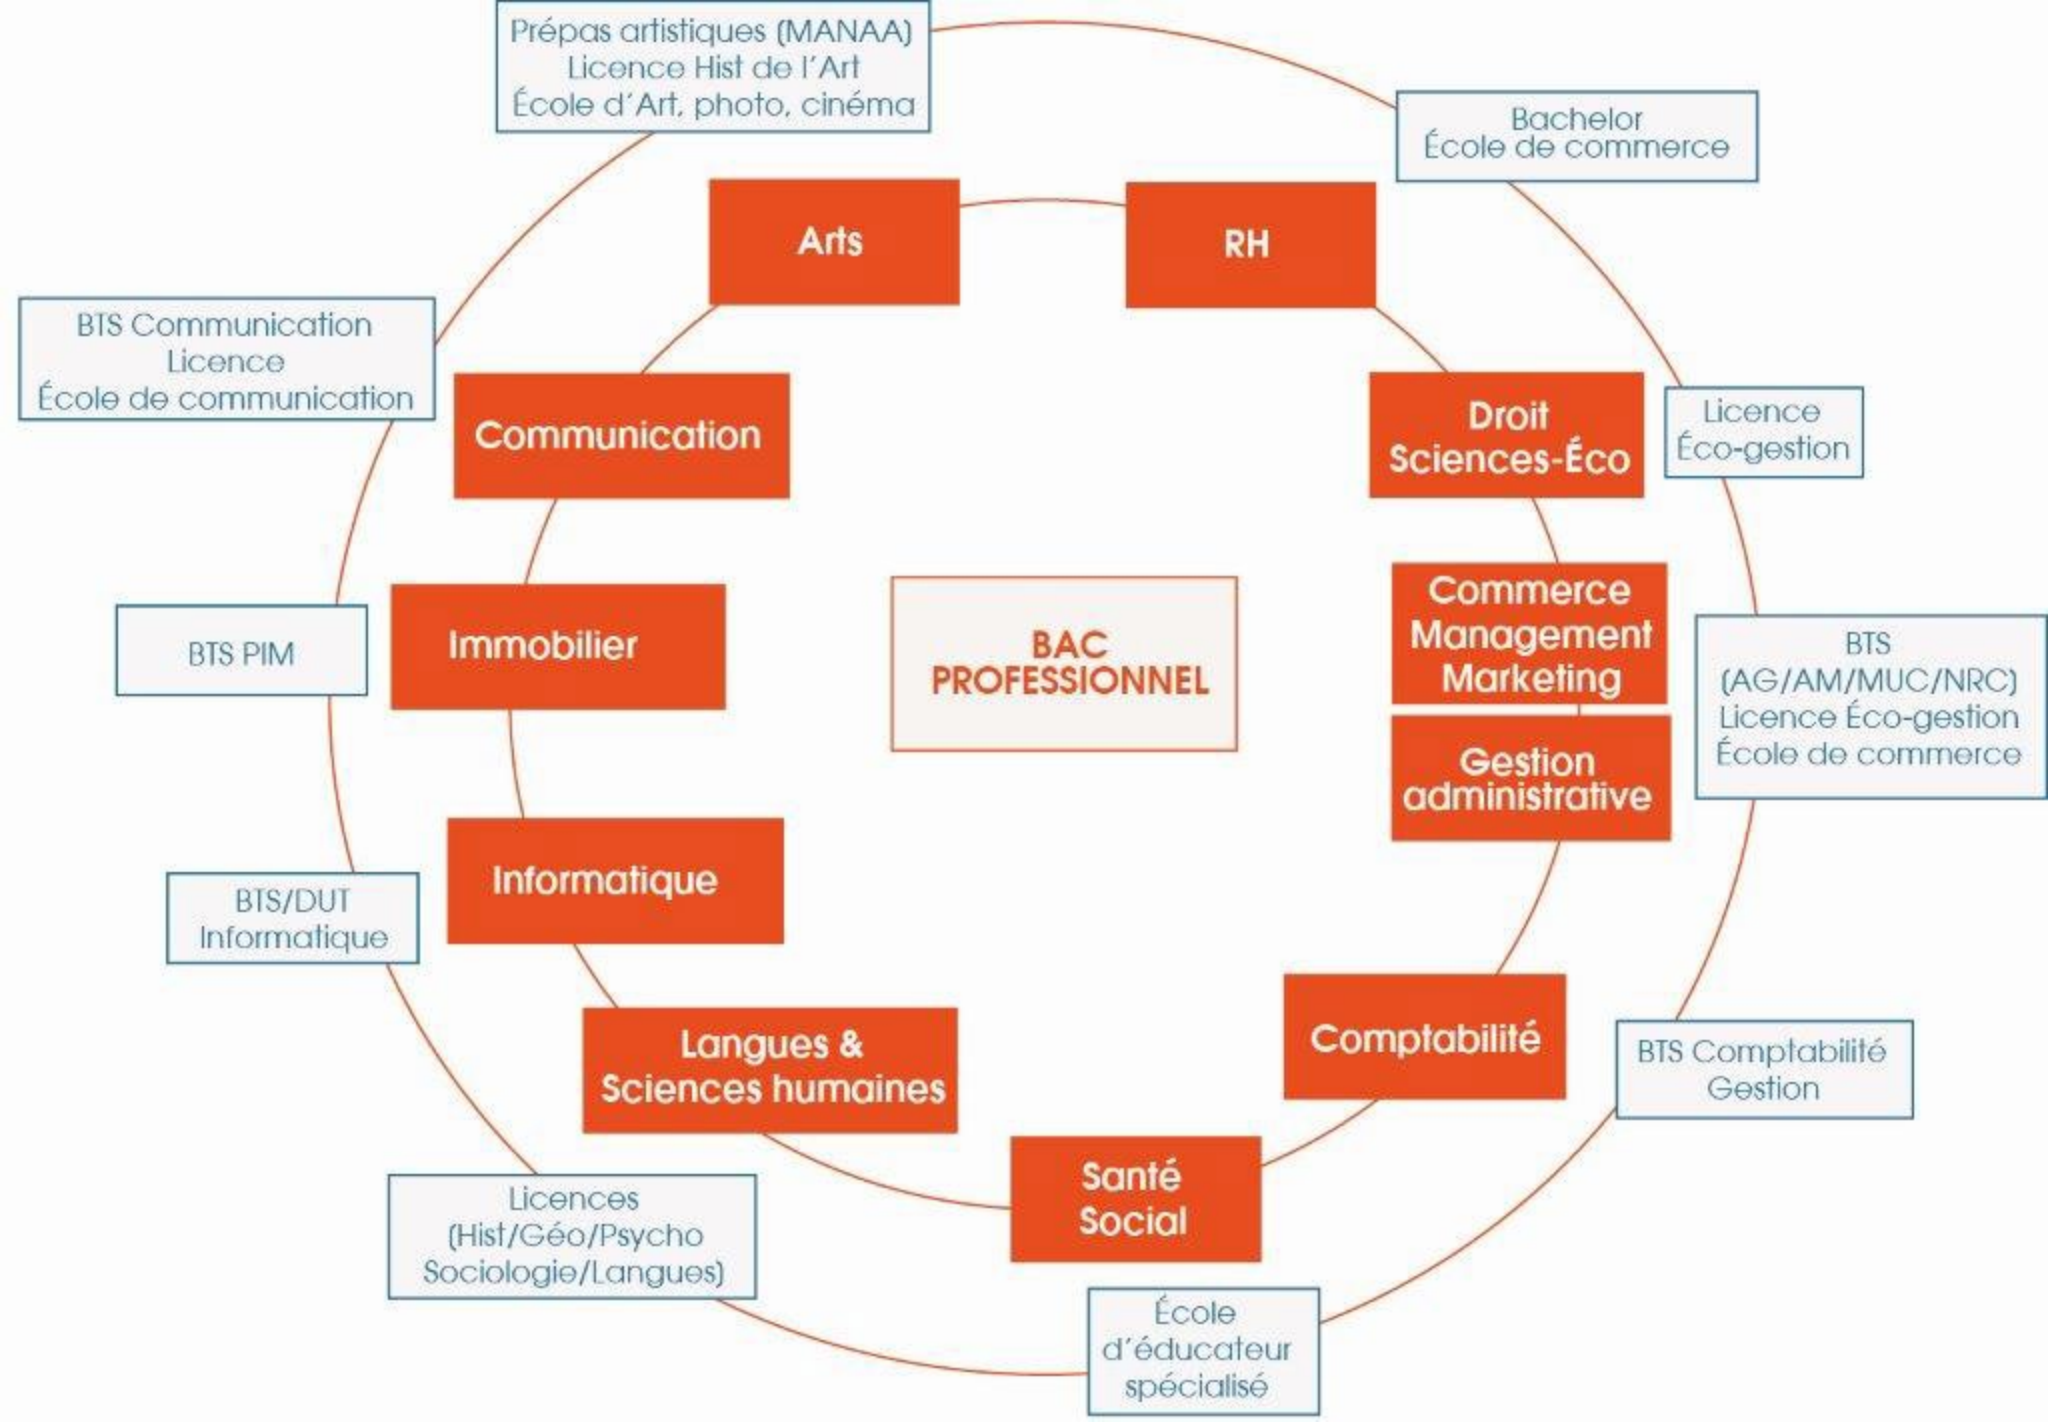 Prépas artistiques (MANAA)
Licence Hist de l'Art
École d'Art, photo, cinéma
Bachelor
École de commerce
Arts
RH
BTS Communication
Licence
École de communication
Communication
Droit
Sciences-Éco
Licence
Éco-gestion
BTS PIM
Immobilier
BAC
PROFESSIONNEL
Commerce
Management
Marketing
Gestion
administrative
BTS
(AG/AM/MUC/NRC)
Licence Éco-gestion
École de commerce
BTS/DUT
Informatique
Informatique
Langues &
Sciences humaines
Comptabilité
BTS Comptabilité
Gestion
Santé
Social
Licences
(Hist/Géo/Psycho
Sociologie/Langues)
École
d'éducateur
spécialisé